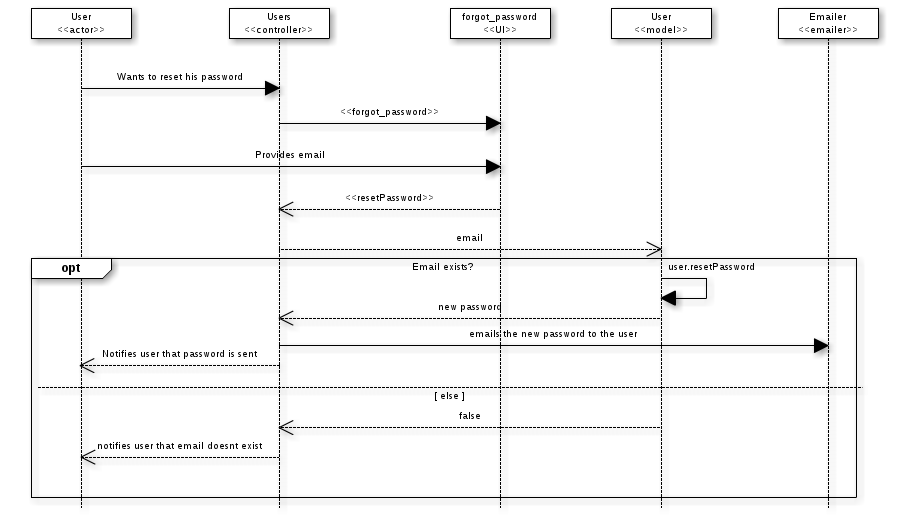 User
<<actor>>
Users
<<controller>>
forgot_password
<<UI>>
User
<<model>>
Emailer
<<emailer>>
Wants to reset his password
<<forgot_password>>
Provides email
<<resetPassword>>
email
opt
Email exists?
user.resetPassword
new password
emails the new password to the user
Notifies user that password is sent
[ else ]
false
notifies user that email doesnt exist